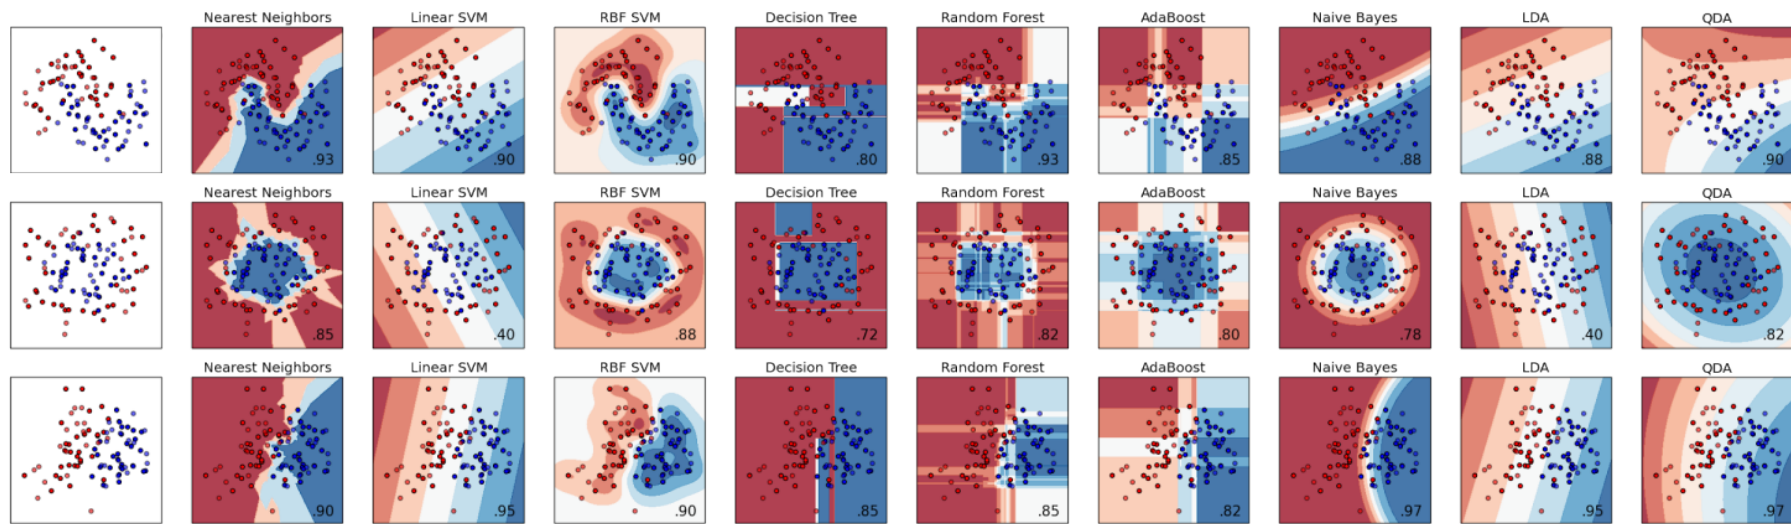 Nearest Neighbors Linear SVM RBF SVM Decision Tree Random Forest AdaBoost Naive Bayes LDA QDA
.93 .90 .90 .80 .93 .85 .88 .88 .90
Nearest Neighbors Linear SVM RBF SVM Decision Tree Random Forest AdaBoost Naive Bayes LDA QDA
.85 .40 .88 .72 .82 .80 .78 .40 .82
Nearest Neighbors Linear SVM RBF SVM Decision Tree Random Forest AdaBoost Naive Bayes LDA QDA
.90 .95 .90 .85 .85 .82 .97 .95 .97